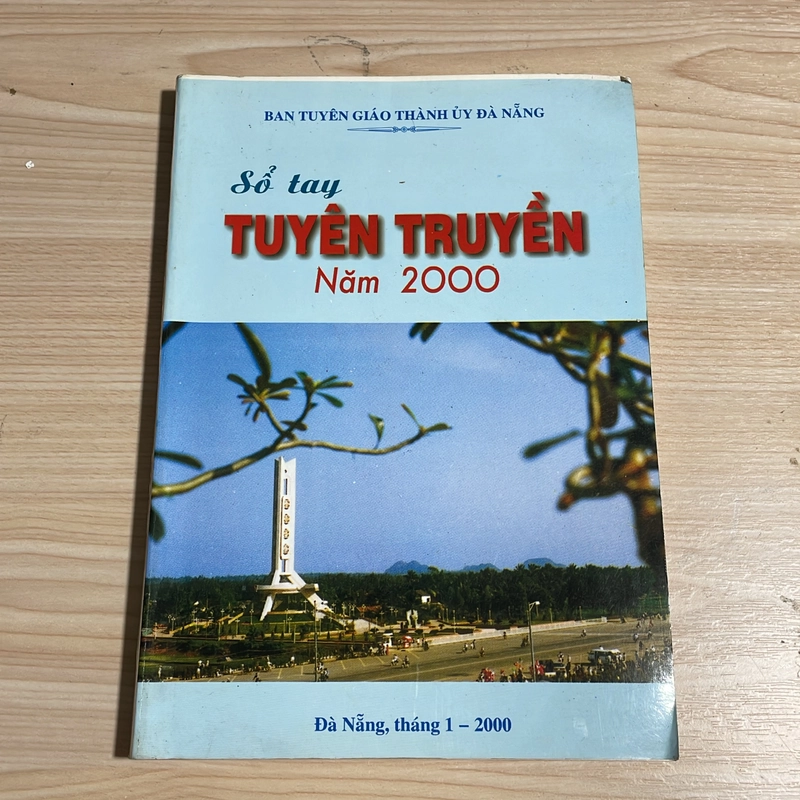 BAN TUYÊN GIÁO THÀNH ỦY ĐÀ NẴNG
Sổ tay
TUYÊN TRUYỀN
Năm 2000
Đà Nẵng, tháng 1 – 2000